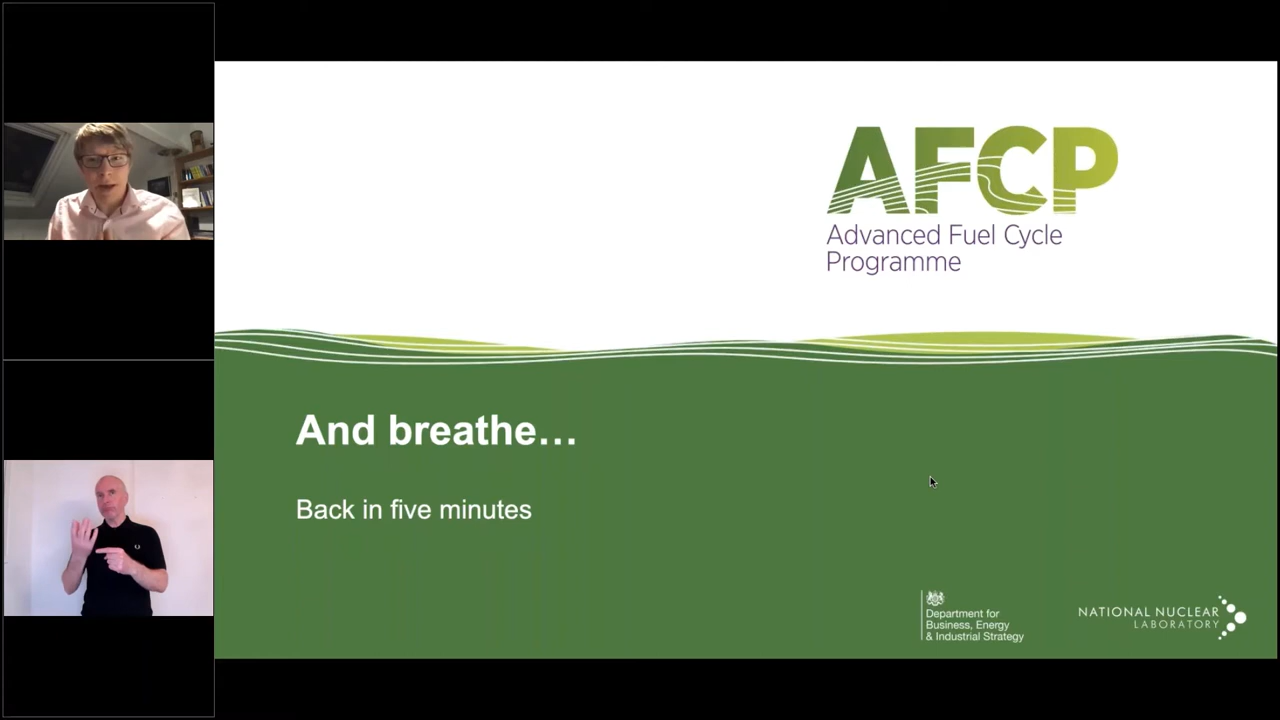 AFCP
Advanced Fuel Cycle
Programme
And breathe…
Back in five minutes
Department for
Business, Energy
& Industrial Strategy
NATIONAL NUCLEAR
LABORATORY